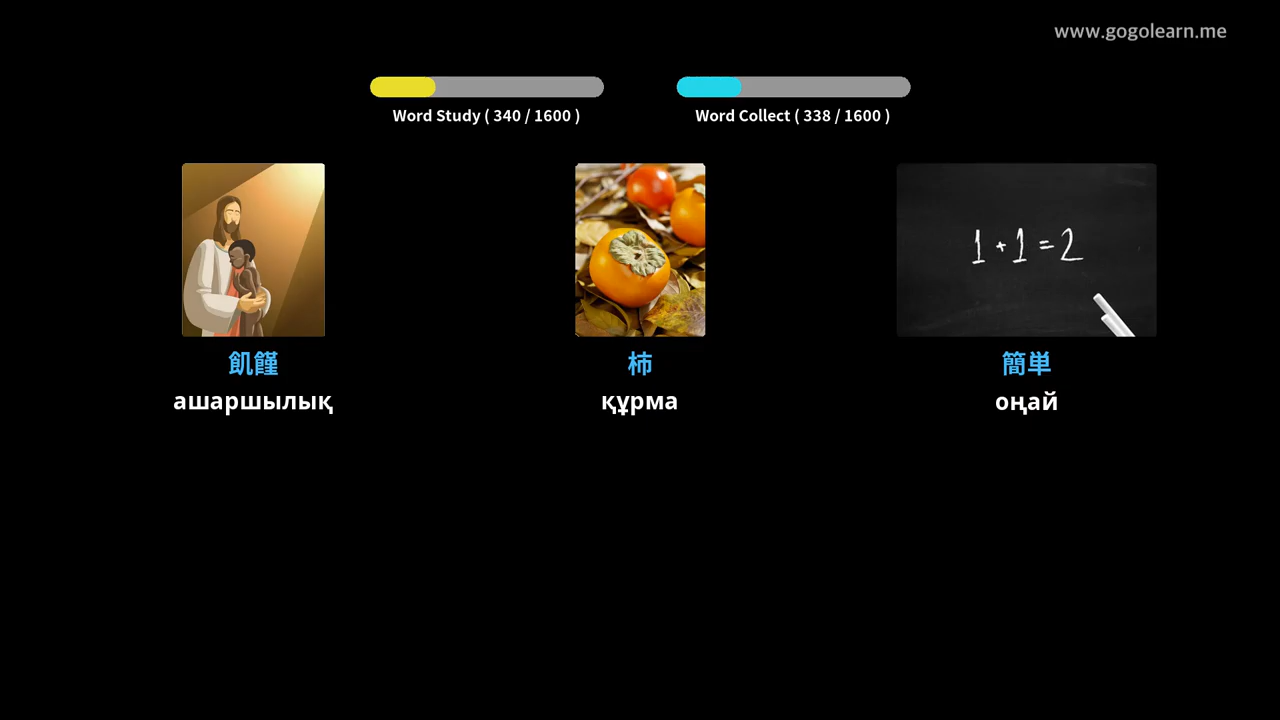 www.gogolearn.me
Word Study ( 340 / 1600 )
Word Collect ( 338 / 1600 )
1 + 1 = 2
飢饉
柿
簡単
ашаршылық
құрма
оңай